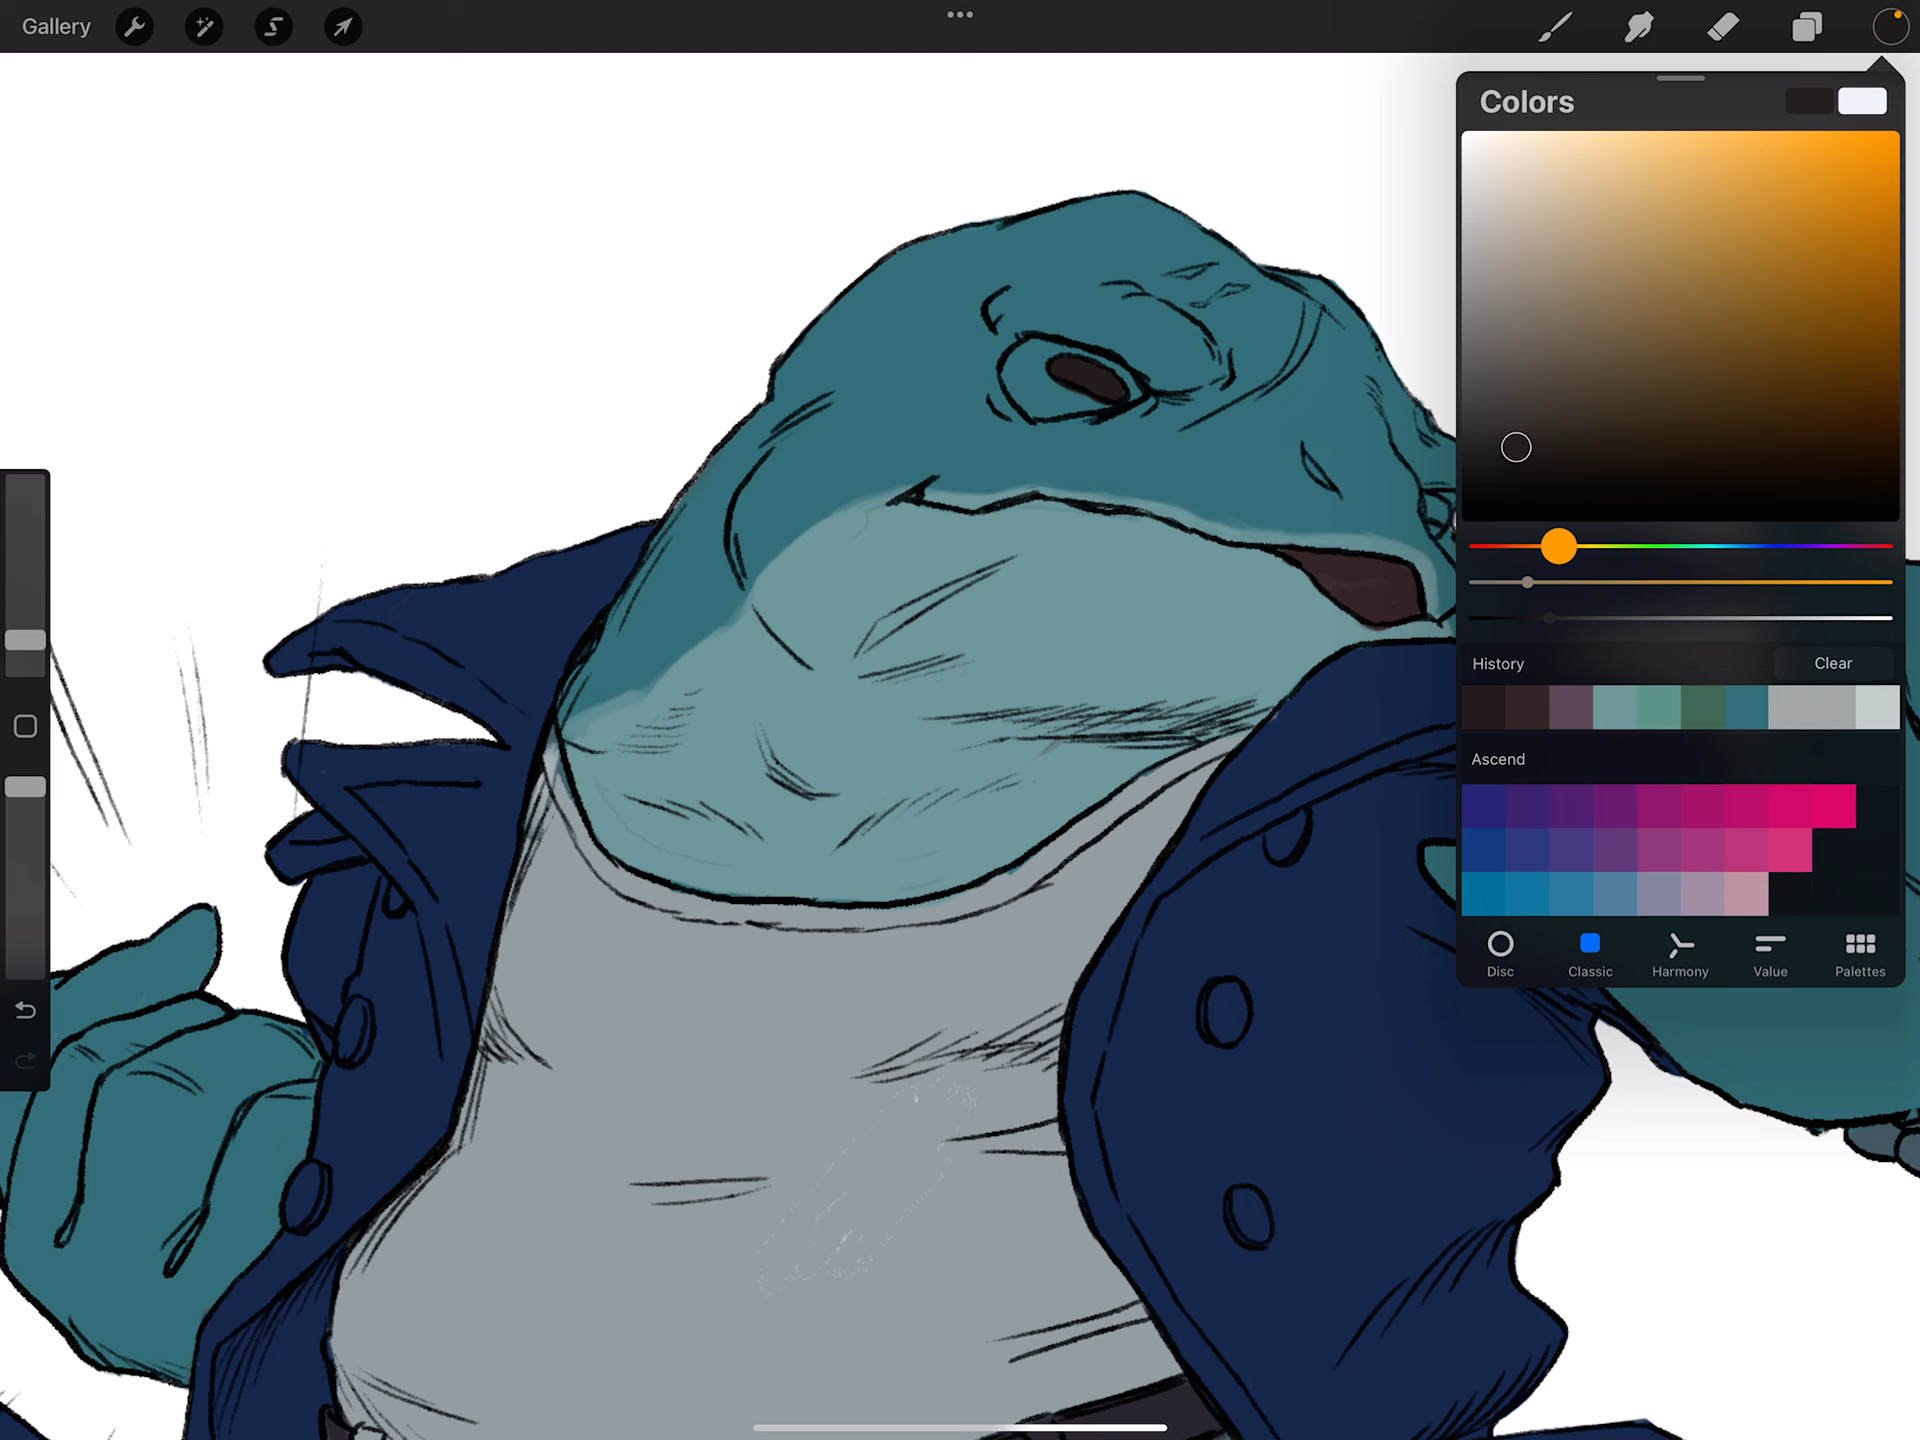 Gallery
Colors
History
Clear
Ascend
Disc
Classic
Harmony
Value
Palettes